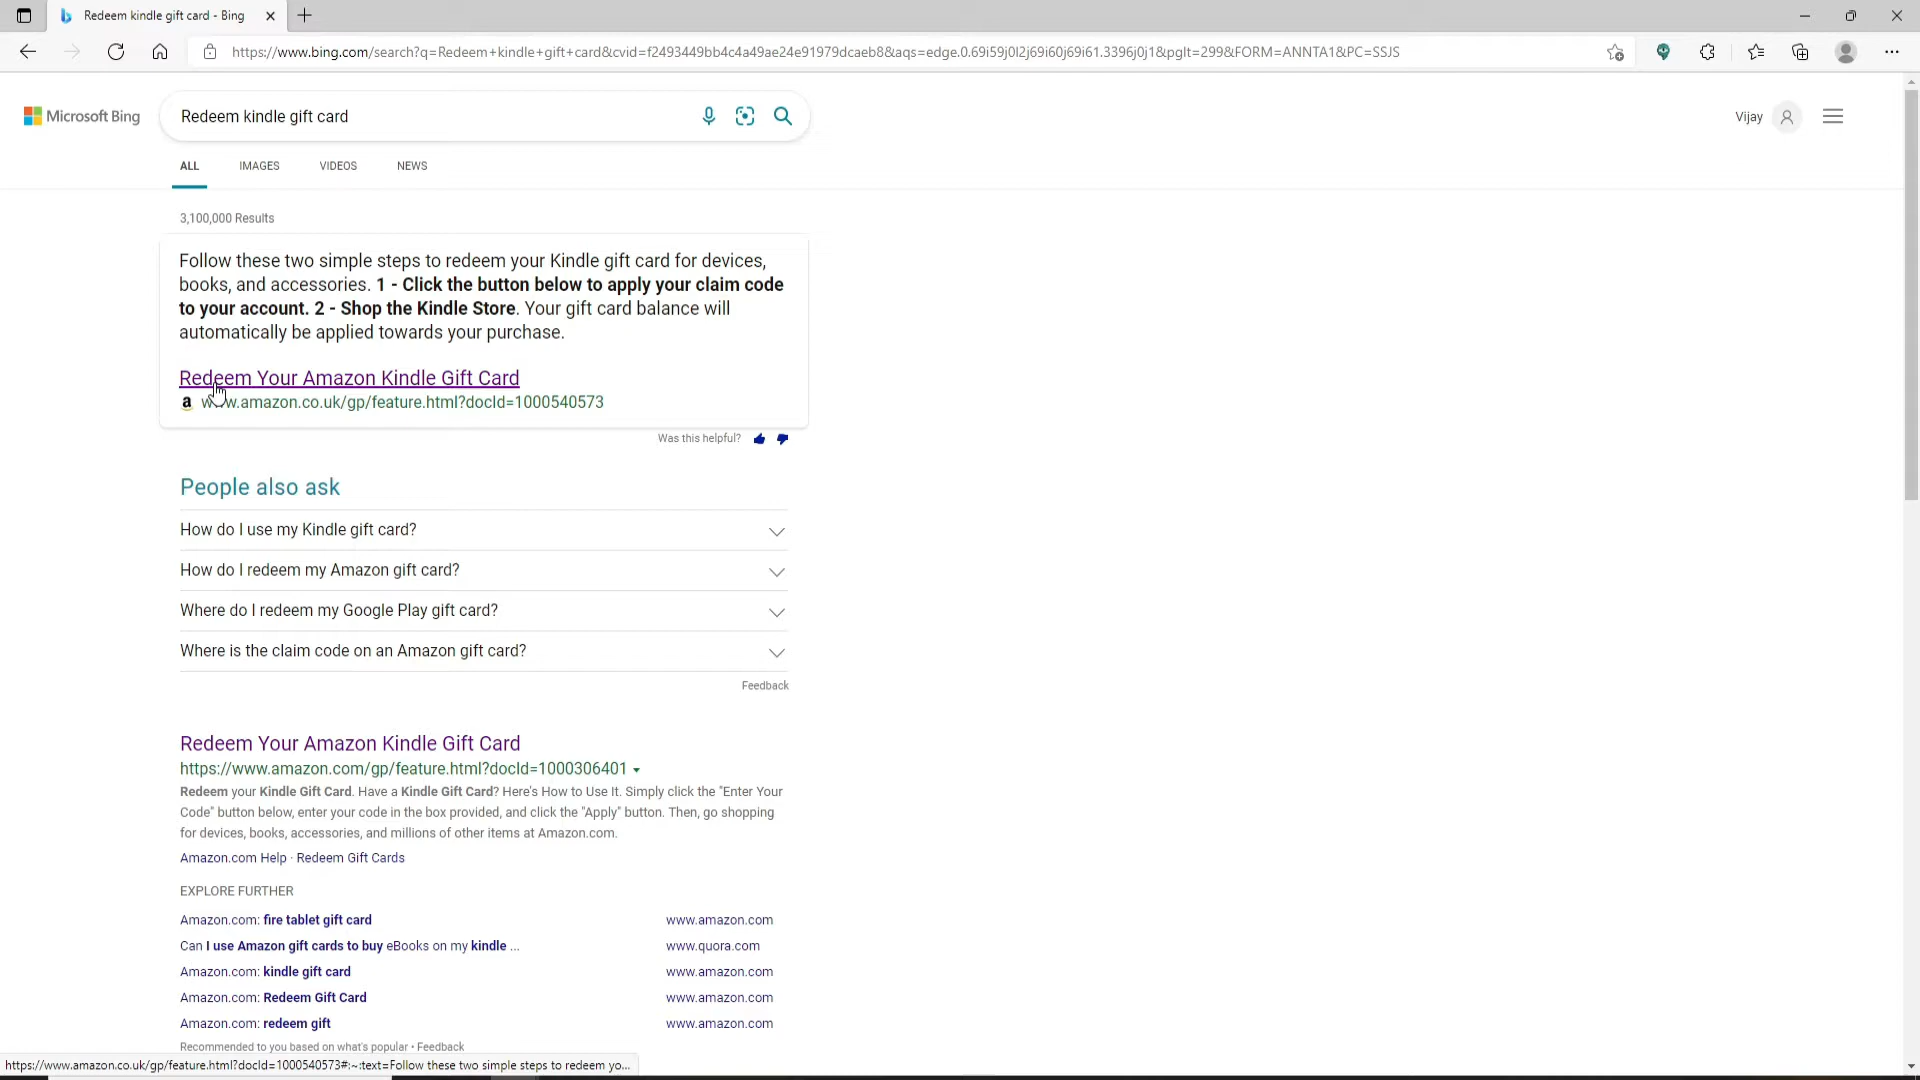 Redeem kindle gift card - Bing
https://www.bing.com/search?q=Redeem+kindle+gift+card&cvid=f2493449bb4c4a49ae24e91979dcaeb8&aqs=edge.0.69i59j0l2j69i60j69i61.3396j0j1&pglt=299&FORM=ANNTA1&PC=SSJS
Microsoft Bing
Redeem kindle gift card
Vijay
ALL IMAGES VIDEOS NEWS
3,100,000 Results
Follow these two simple steps to redeem your Kindle gift card for devices,
books, and accessories. 1 - Click the button below to apply your claim code
to your account. 2 - Shop the Kindle Store. Your gift card balance will
automatically be applied towards your purchase.
Redeem Your Amazon Kindle Gift Card
a www.amazon.co.uk/gp/feature.html?docId=1000540573
Was this helpful?
People also ask
How do I use my Kindle gift card?
How do I redeem my Amazon gift card?
Where do I redeem my Google Play gift card?
Where is the claim code on an Amazon gift card?
Feedback
Redeem Your Amazon Kindle Gift Card
https://www.amazon.com/gp/feature.html?docId=1000306401
Redeem your Kindle Gift Card. Have a Kindle Gift Card? Here's How to Use It. Simply click the "Enter Your
Code" button below, enter your code in the box provided, and click the "Apply" button. Then, go shopping
for devices, books, accessories, and millions of other items at Amazon.com.
Amazon.com Help · Redeem Gift Cards
EXPLORE FURTHER
Amazon.com: fire tablet gift card www.amazon.com
Can I use Amazon gift cards to buy eBooks on my kindle ... www.quora.com
Amazon.com: kindle gift card www.amazon.com
Amazon.com: Redeem Gift Card www.amazon.com
Amazon.com: redeem gift www.amazon.com
Recommended to you based on what's popular • Feedback
https://www.amazon.co.uk/gp/feature.html?docId=1000540573#:~:text=Follow these two simple steps to redeem yo...